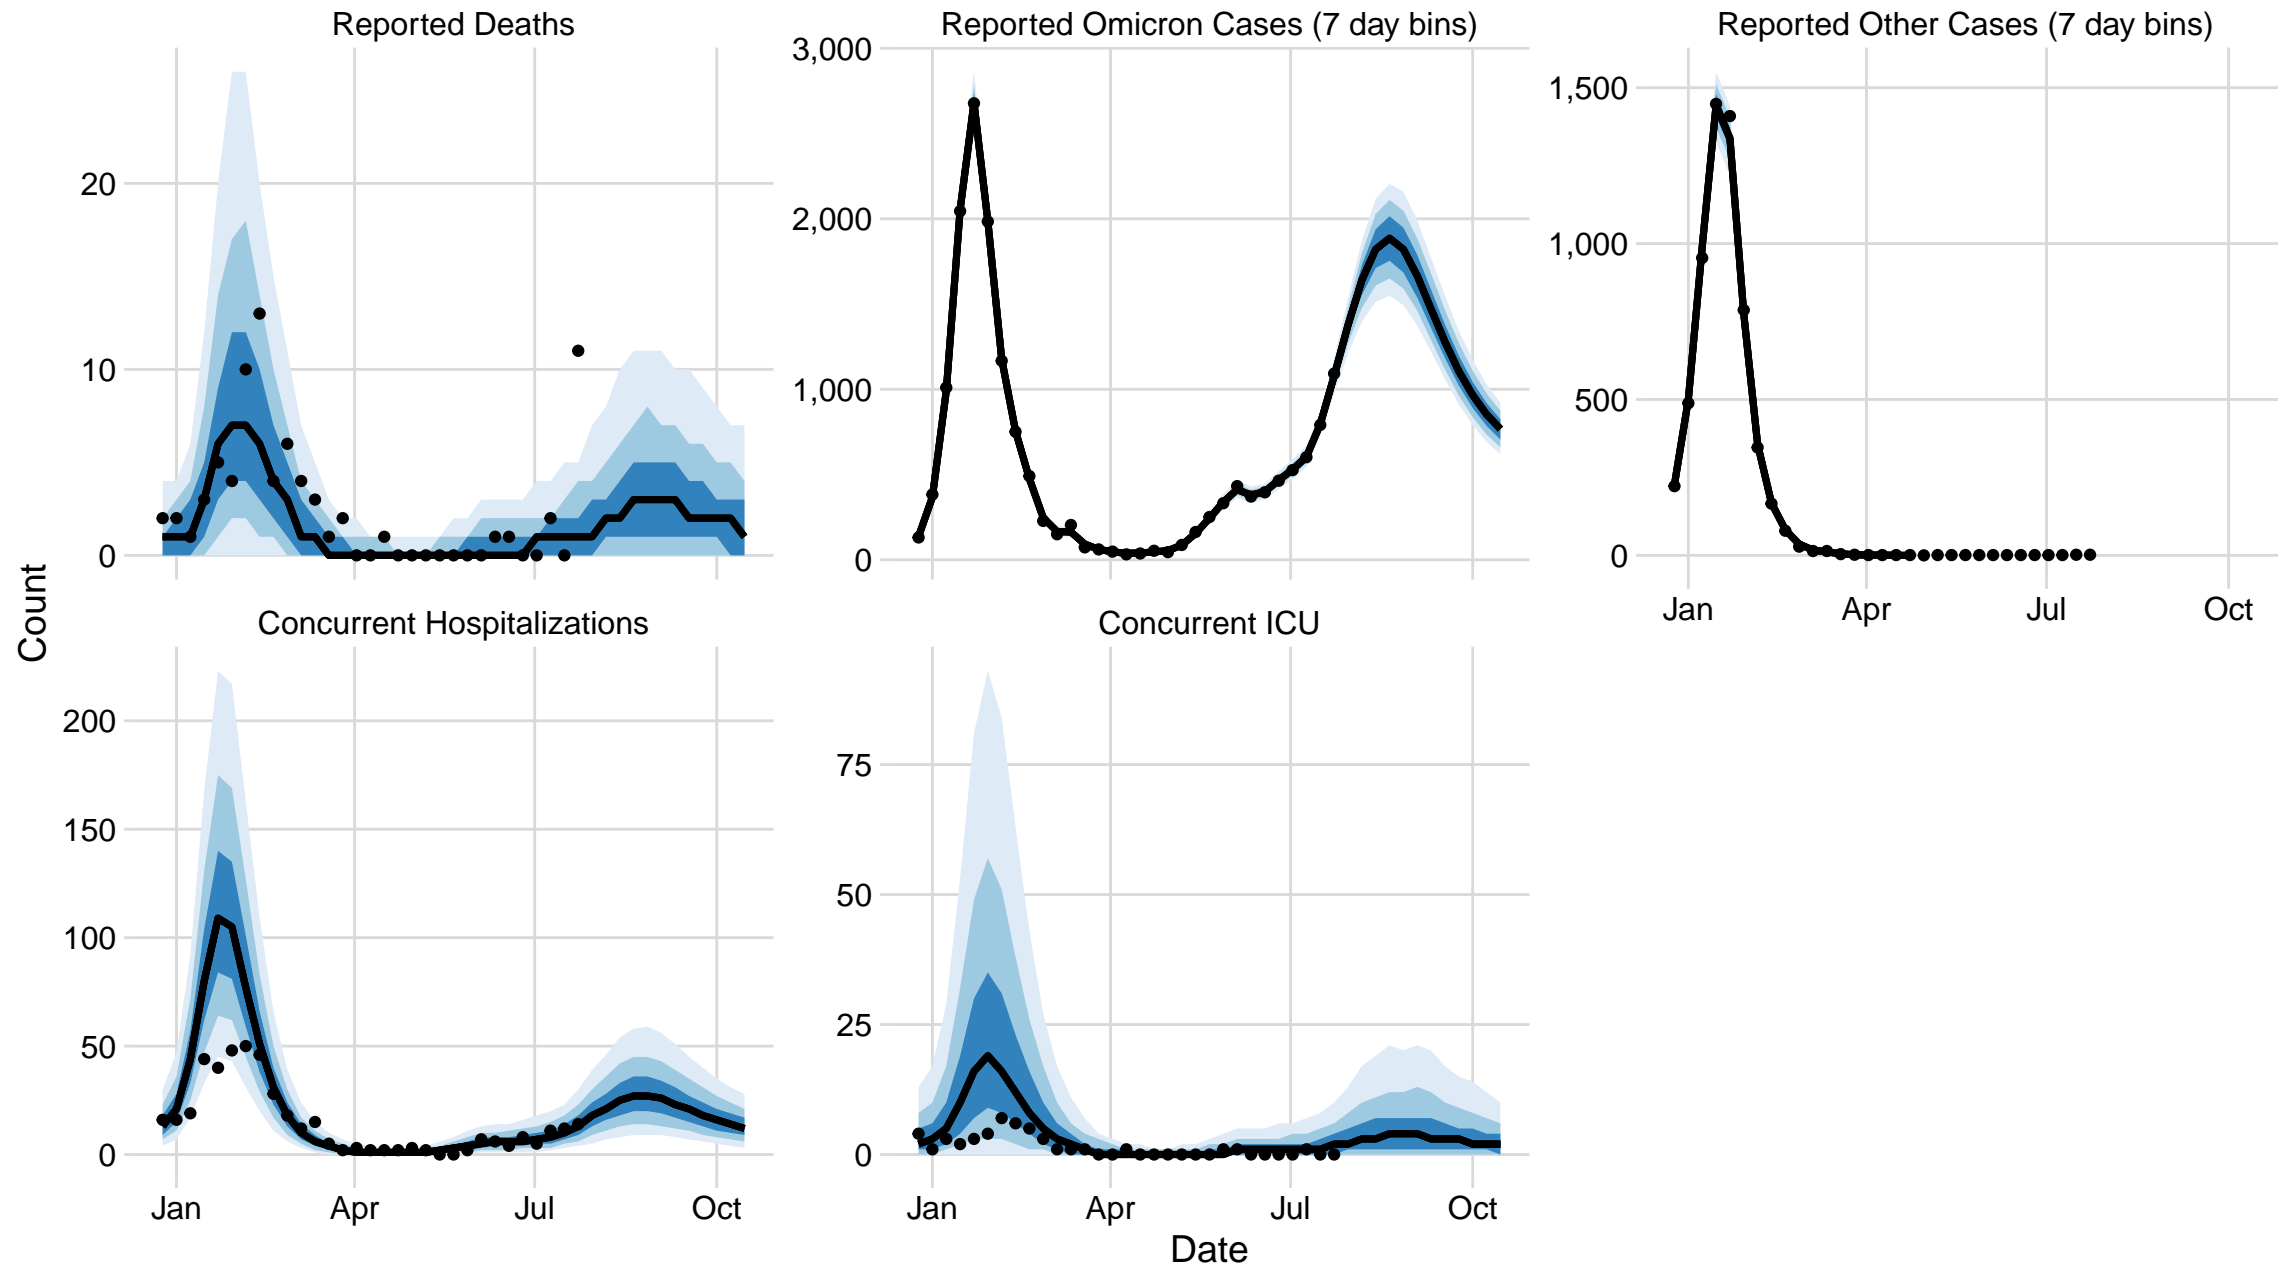 Reported Deaths
Reported Omicron Cases (7 day bins)
Reported Other Cases (7 day bins)
20
10
0
3,000
2,000
1,000
0
1,500
1,000
500
0
Jan Apr Jul Oct
Count
Concurrent Hospitalizations
Concurrent ICU
200
150
100
50
0
Jan Apr Jul Oct
75
50
25
0
Jan Apr Jul Oct
Date